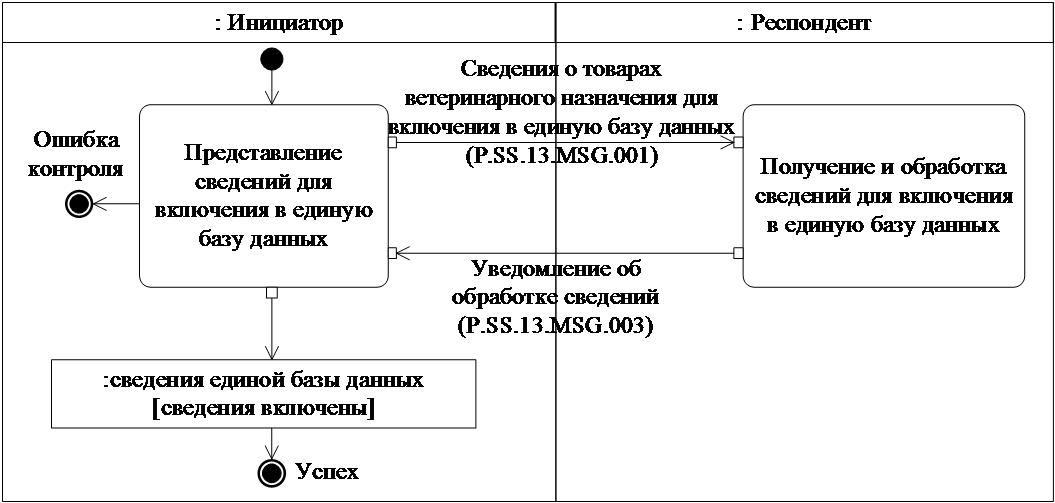 : Инициатор
: Респондент
Сведения о товарах
ветеринарного назначения для
включения в единую базу данных
(P.SS.13.MSG.001)
Ошибка
контроля
Представление
сведений для
включения в единую
базу данных
Получение и обработка
сведений для включения
в единую базу данных
Уведомление об
обработке сведений
(P.SS.13.MSG.003)
:сведения единой базы данных
[сведения включены]
Успех